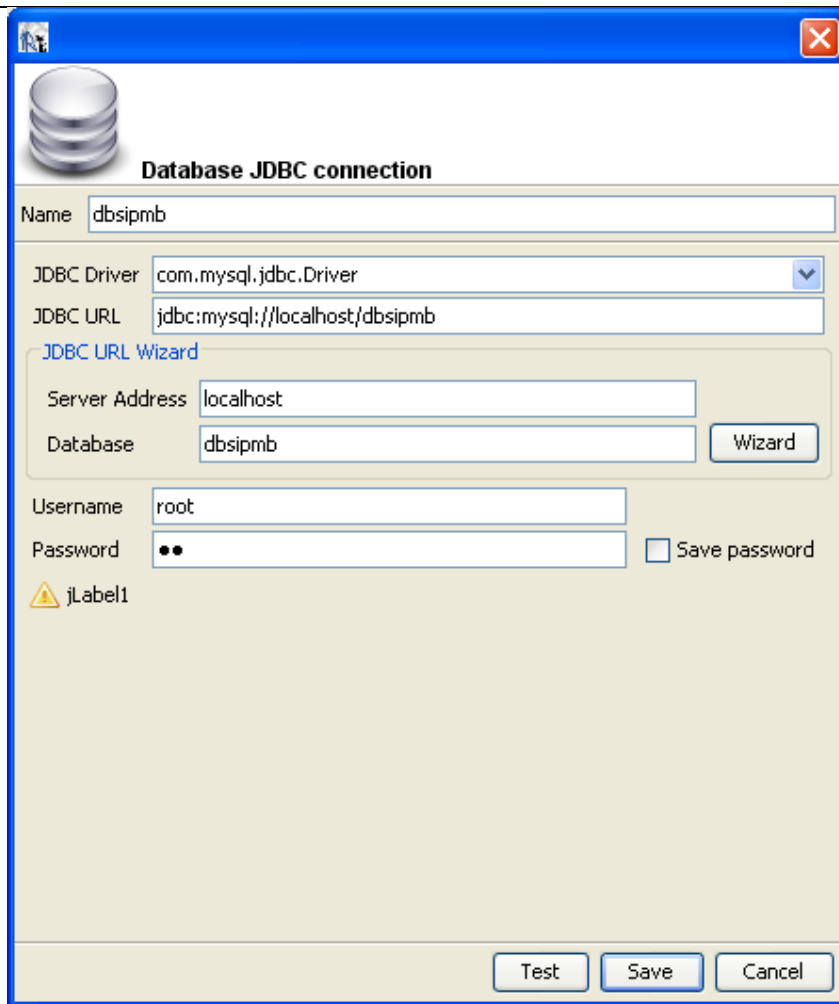 Database JDBC connection
Name dbsipmb
JDBC Driver com.mysql.jdbc.Driver
JDBC URL jdbc:mysql://localhost/dbsipmb
JDBC URL Wizard
Server Address localhost
Database dbsipmb Wizard
Username root
Password ●● Save password
jLabel1
Test Save Cancel